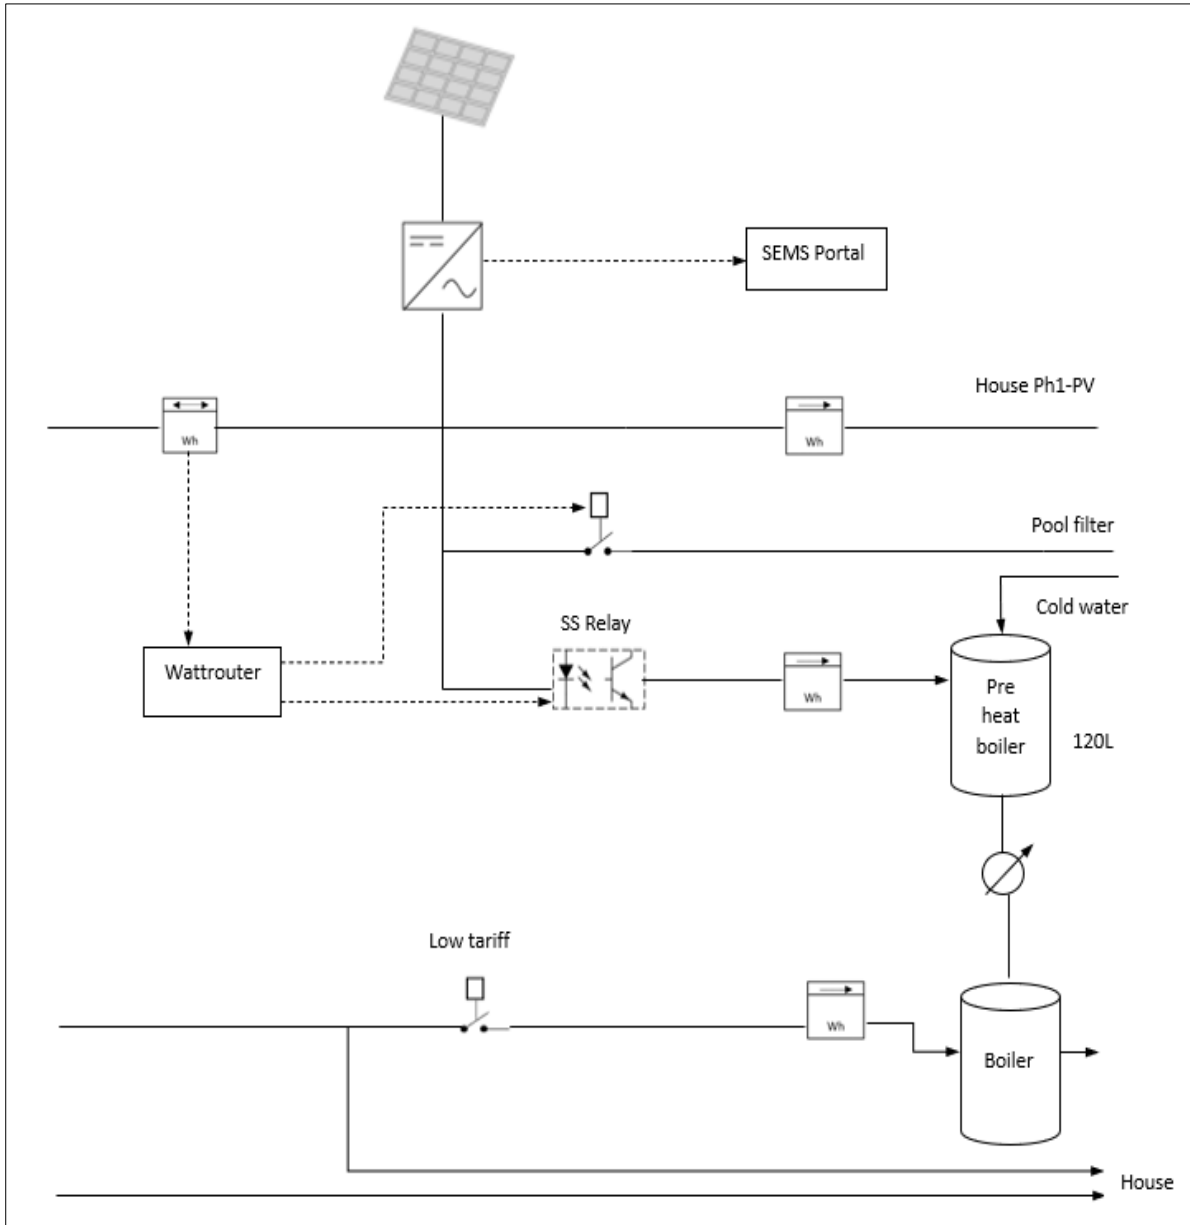 SEMS Portal
House Ph1-PV
Wh
Wh
Pool filter
Cold water
SS Relay
Wattrouter
Wh
Pre
heat
boiler
120L
Low tariff
Wh
Boiler
House